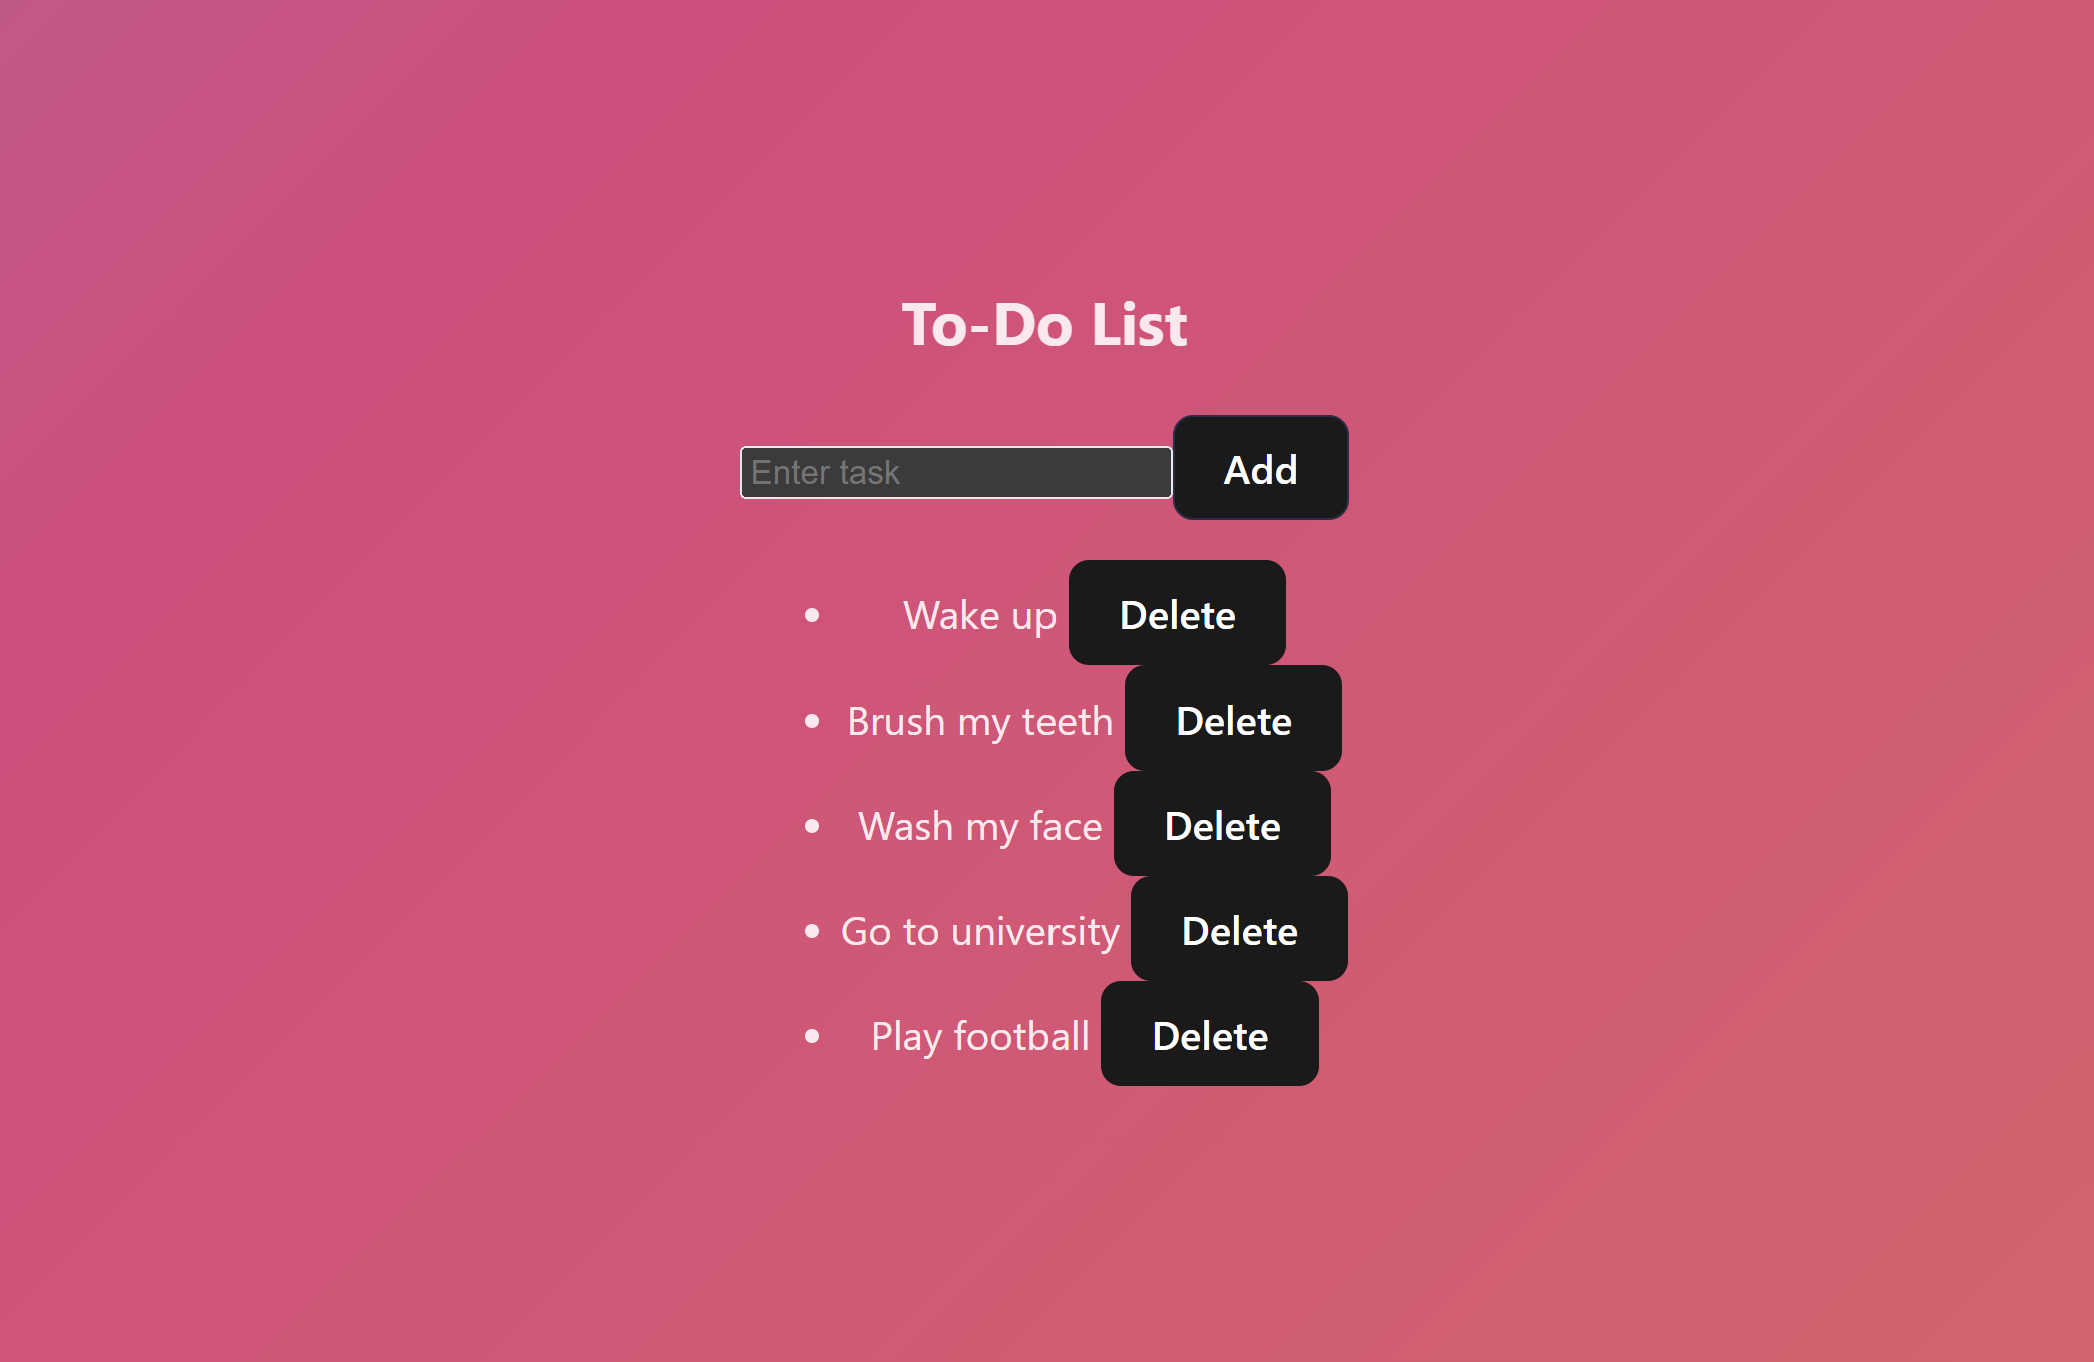 To-Do List
Enter task Add
Wake up Delete
Brush my teeth Delete
Wash my face Delete
Go to university Delete
Play football Delete